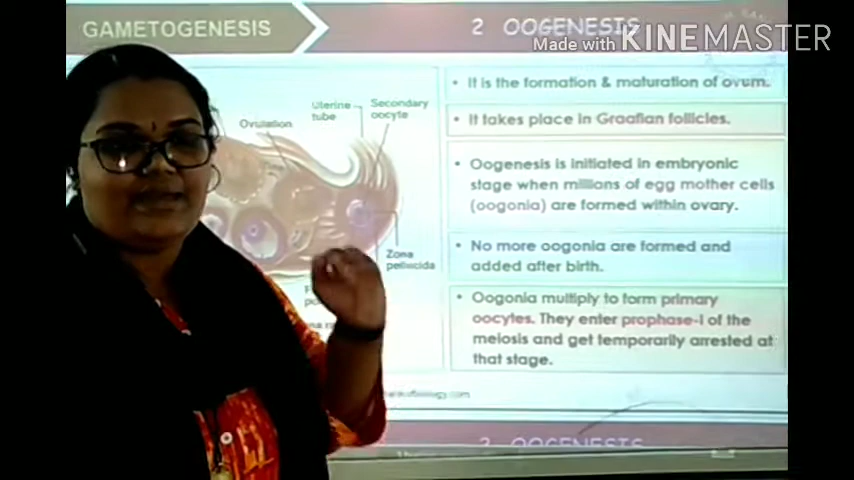 GAMETOGENESIS
2 OOGENESIS
Made with KINEMASTER
Uterine
tube
Secondary
oocyte
Ovulation
Zona
pellucida
• It is the formation & maturation of ovum.
• It takes place in Graafian follicles.
• Oogenesis is initiated in embryonic
stage when millions of egg mother cells
(oogonia) are formed within ovary.
• No more oogonia are formed and
added after birth.
• Oogonia multiply to form primary
oocytes. They enter prophase-I of the
meiosis and get temporarily arrested at
that stage.
2 OOGENESIS